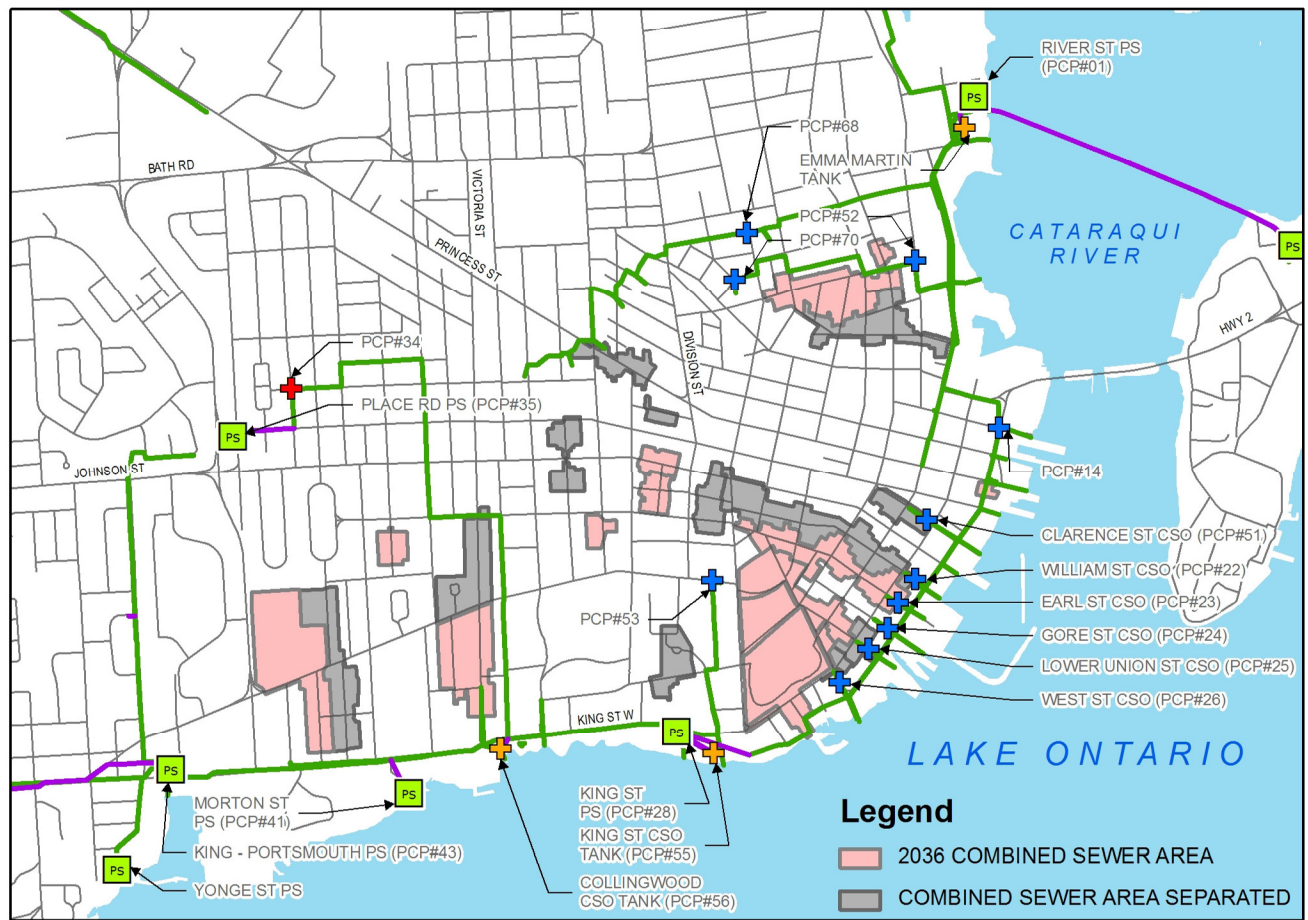 RIVER ST PS
(PCP#01)
PS
PCP#68
EMMA MARTIN
TANK
BATH RD
VICTORIA ST
PCP#52
PCP#70
CATARAQUI
RIVER
PS
PRINCESS ST
HWY 2
DIVISION ST
PCP#34
PLACE RD PS (PCP#35)
PS
JOHNSON ST
PCP#14
CLARENCE ST CSO (PCP#51)
WILLIAM ST CSO (PCP#22)
EARL ST CSO (PCP#23)
PCP#53
GORE ST CSO (PCP#24)
LOWER UNION ST CSO (PCP#25)
WEST ST CSO (PCP#26)
KING ST W
PS
LAKE ONTARIO
PS
PS
MORTON ST
PS (PCP#41)
KING - PORTSMOUTH PS (PCP#43)
PS
YONGE ST PS
KING ST
PS (PCP#28)
KING ST CSO
TANK (PCP#55)
COLLINGWOOD
CSO TANK (PCP#56)
Legend
2036 COMBINED SEWER AREA
COMBINED SEWER AREA SEPARATED